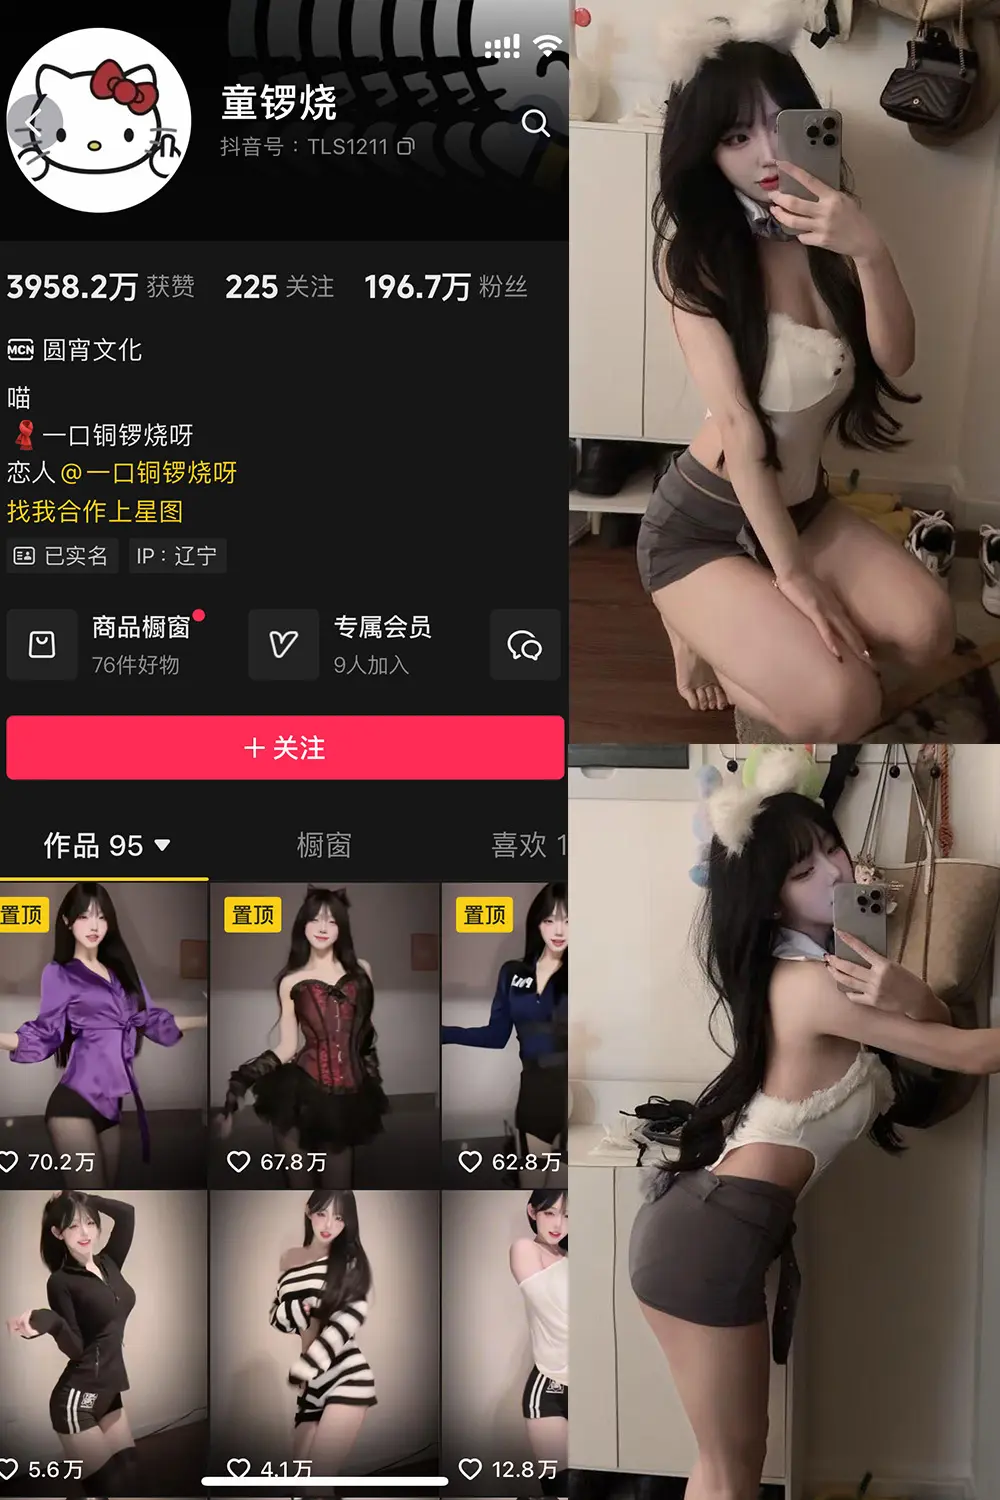 童锣烧
抖音号：TLS1211
3958.2万 获赞 225 关注 196.7万 粉丝
MCN 圆宵文化
喵
一口铜锣烧呀
恋人@一口铜锣烧呀
找我合作上星图
已实名 IP：辽宁
商品橱窗 专属会员
76件好物 9人加入
＋关注
作品 95 橱窗 喜欢 1
置顶 置顶 置顶
70.2万 67.8万 62.8万
5.6万 4.1万 12.8万